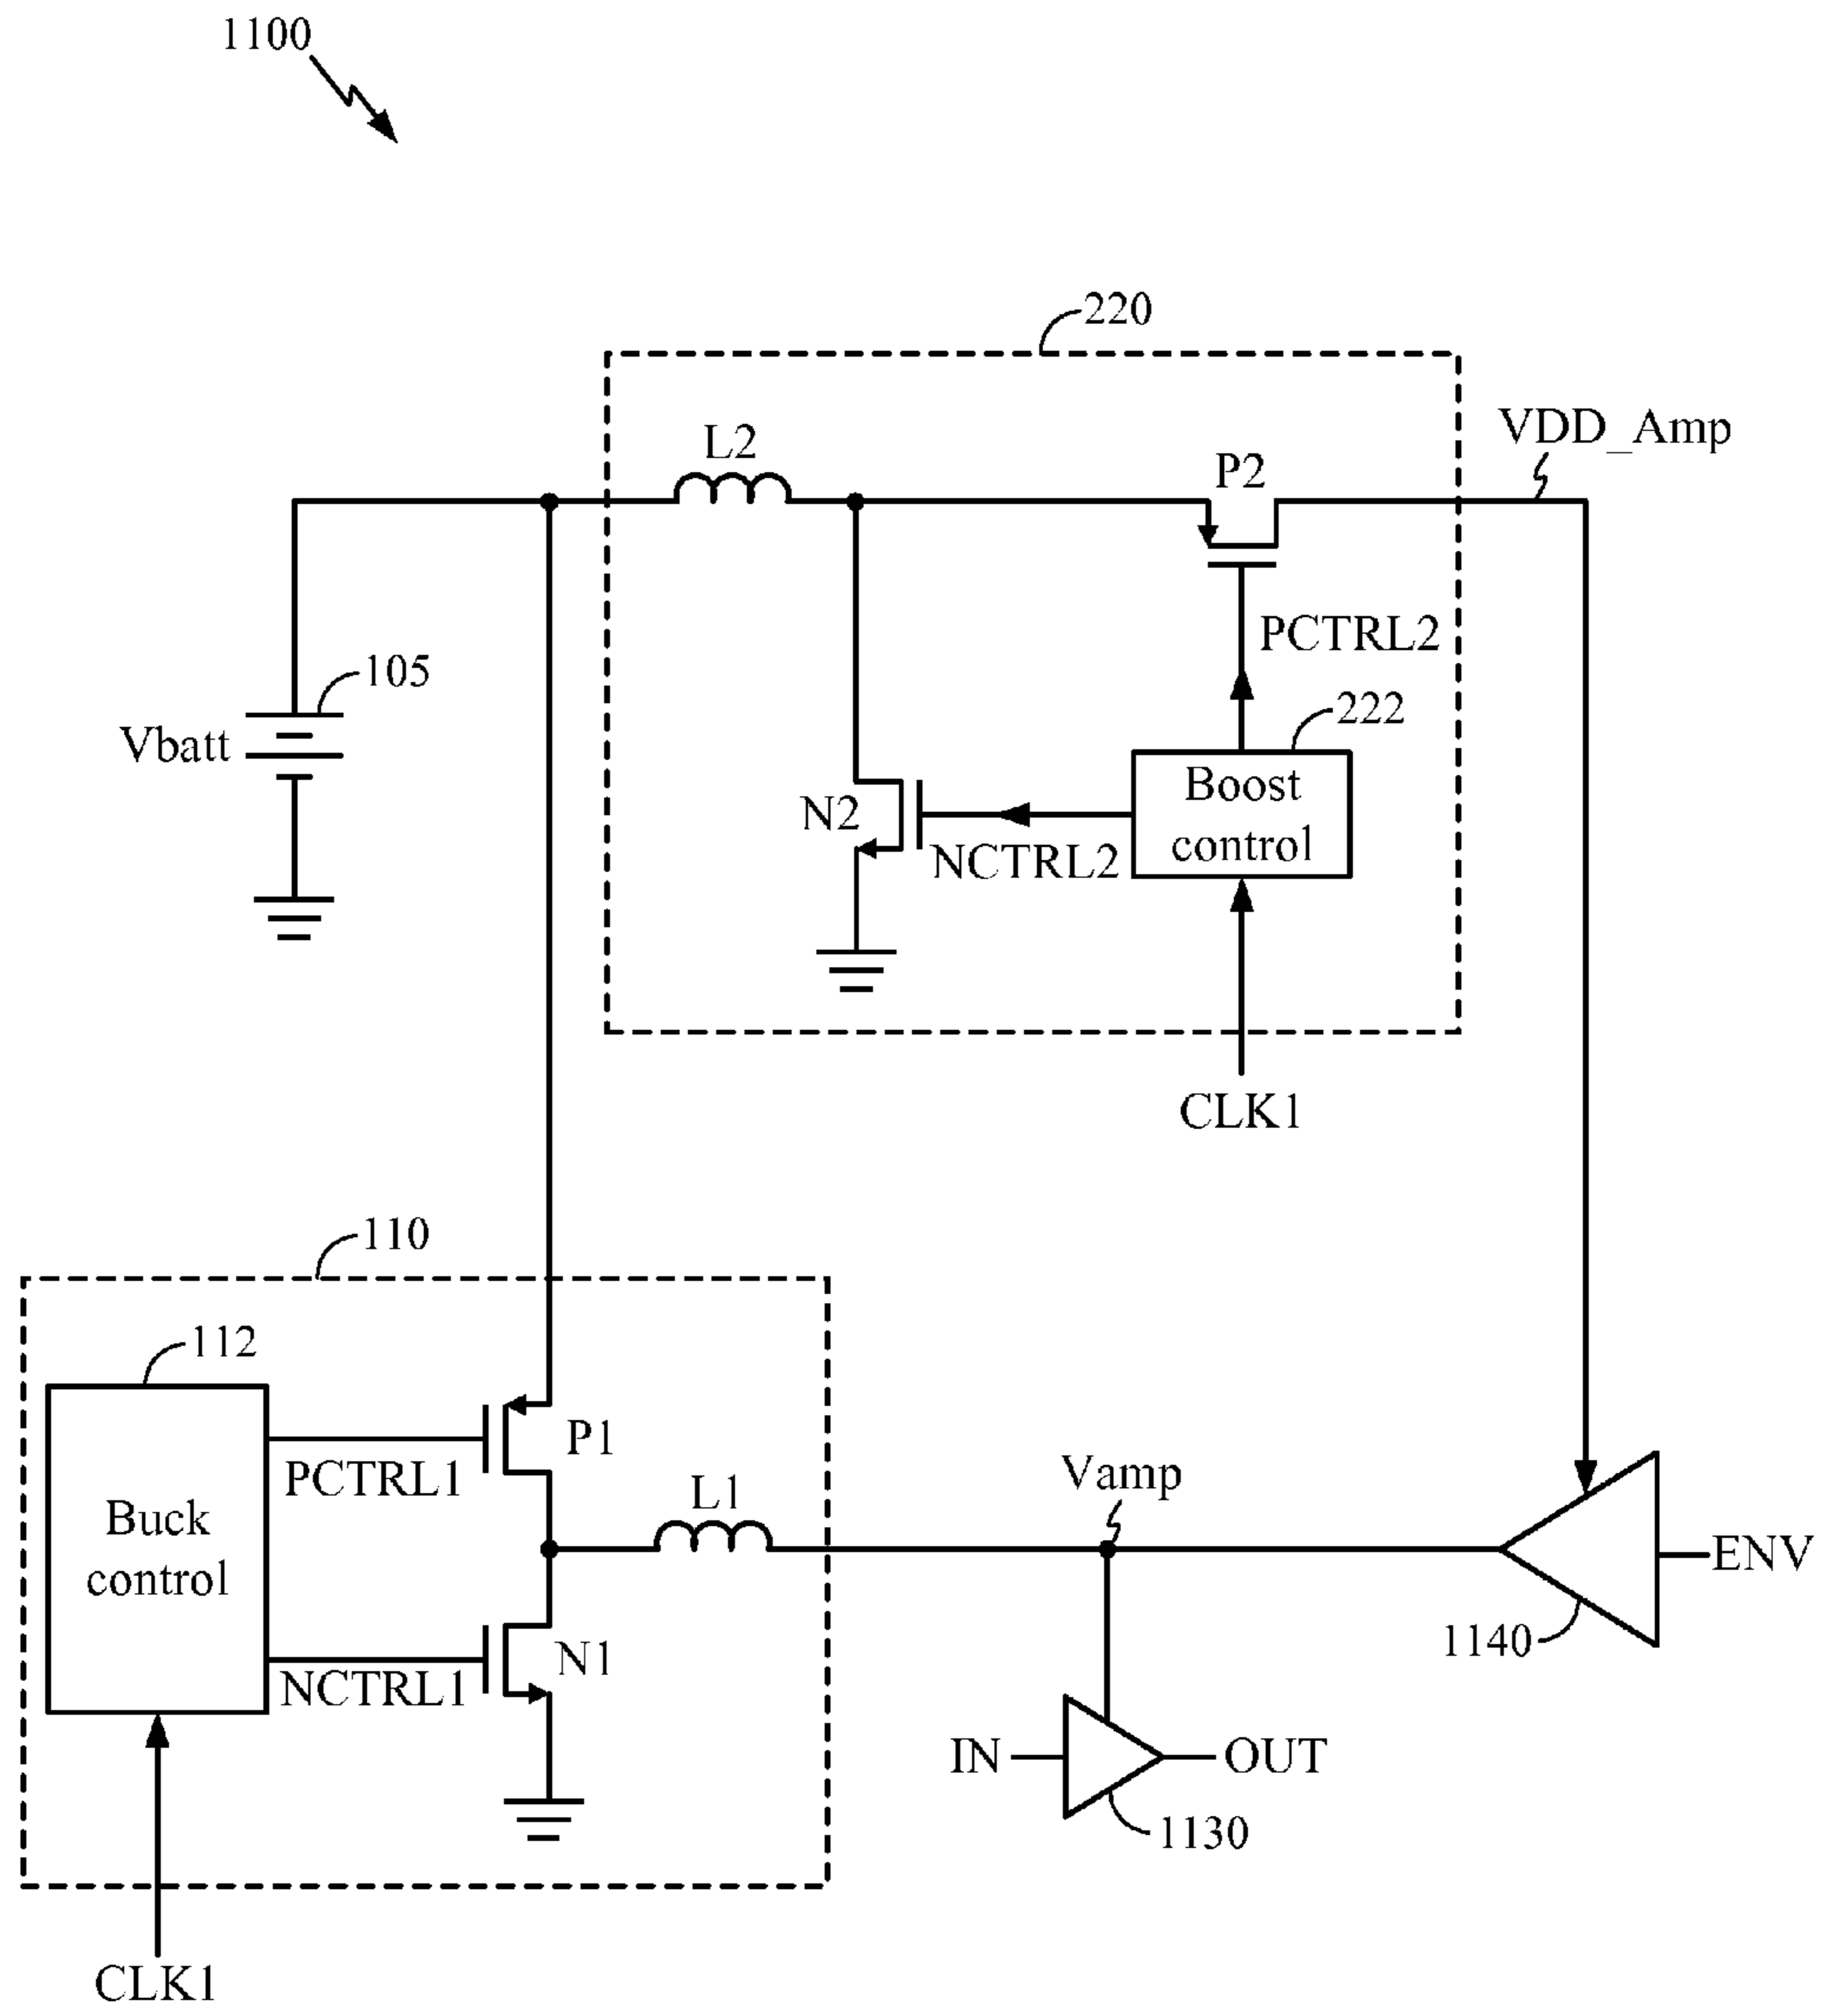 1100
220
L2
P2
VDD_Amp
PCTRL2
105
Vbatt
222
Boost
control
N2
NCTRL2
CLK1
110
112
P1
PCTRL1
L1
Vamp
Buck
control
ENV
N1
NCTRL1
1140
IN
OUT
1130
CLK1